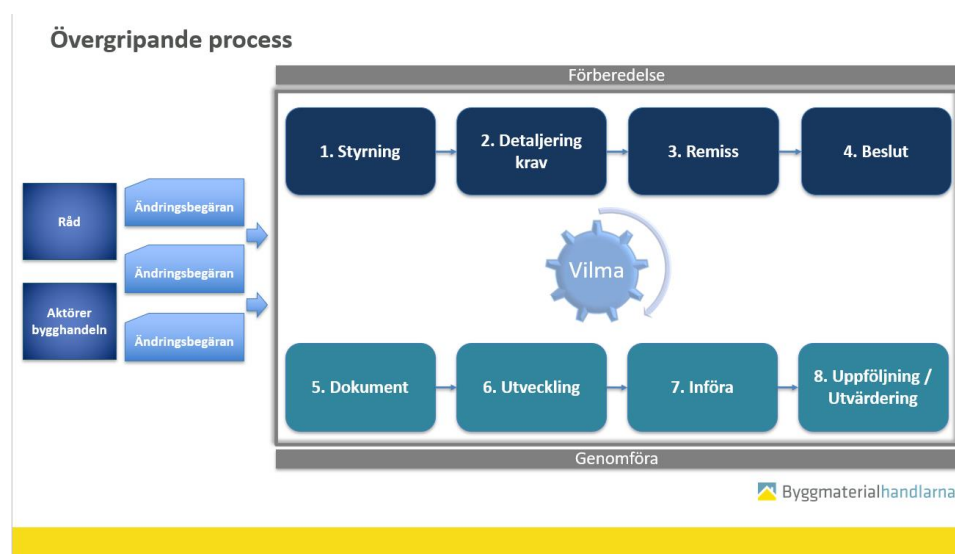 Övergripande process
Förberedelse
1. Styrning
2. Detaljering
krav
3. Remiss
4. Beslut
Råd
Ändringsbegäran
Ändringsbegäran
Aktörer
bygghandeln
Ändringsbegäran
Vilma
5. Dokument
6. Utveckling
7. Införa
8. Uppföljning /
Utvärdering
Genomföra
Byggmaterialhandlarna